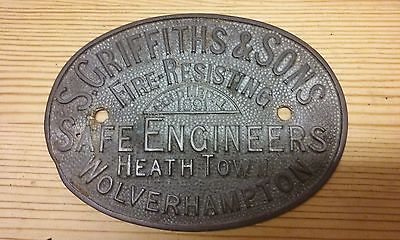 S. GRIFFITHS & SONS
FIRE-RESISTING
SAFE ENGINEERS
HEATH TOWN
WOLVERHAMPTON